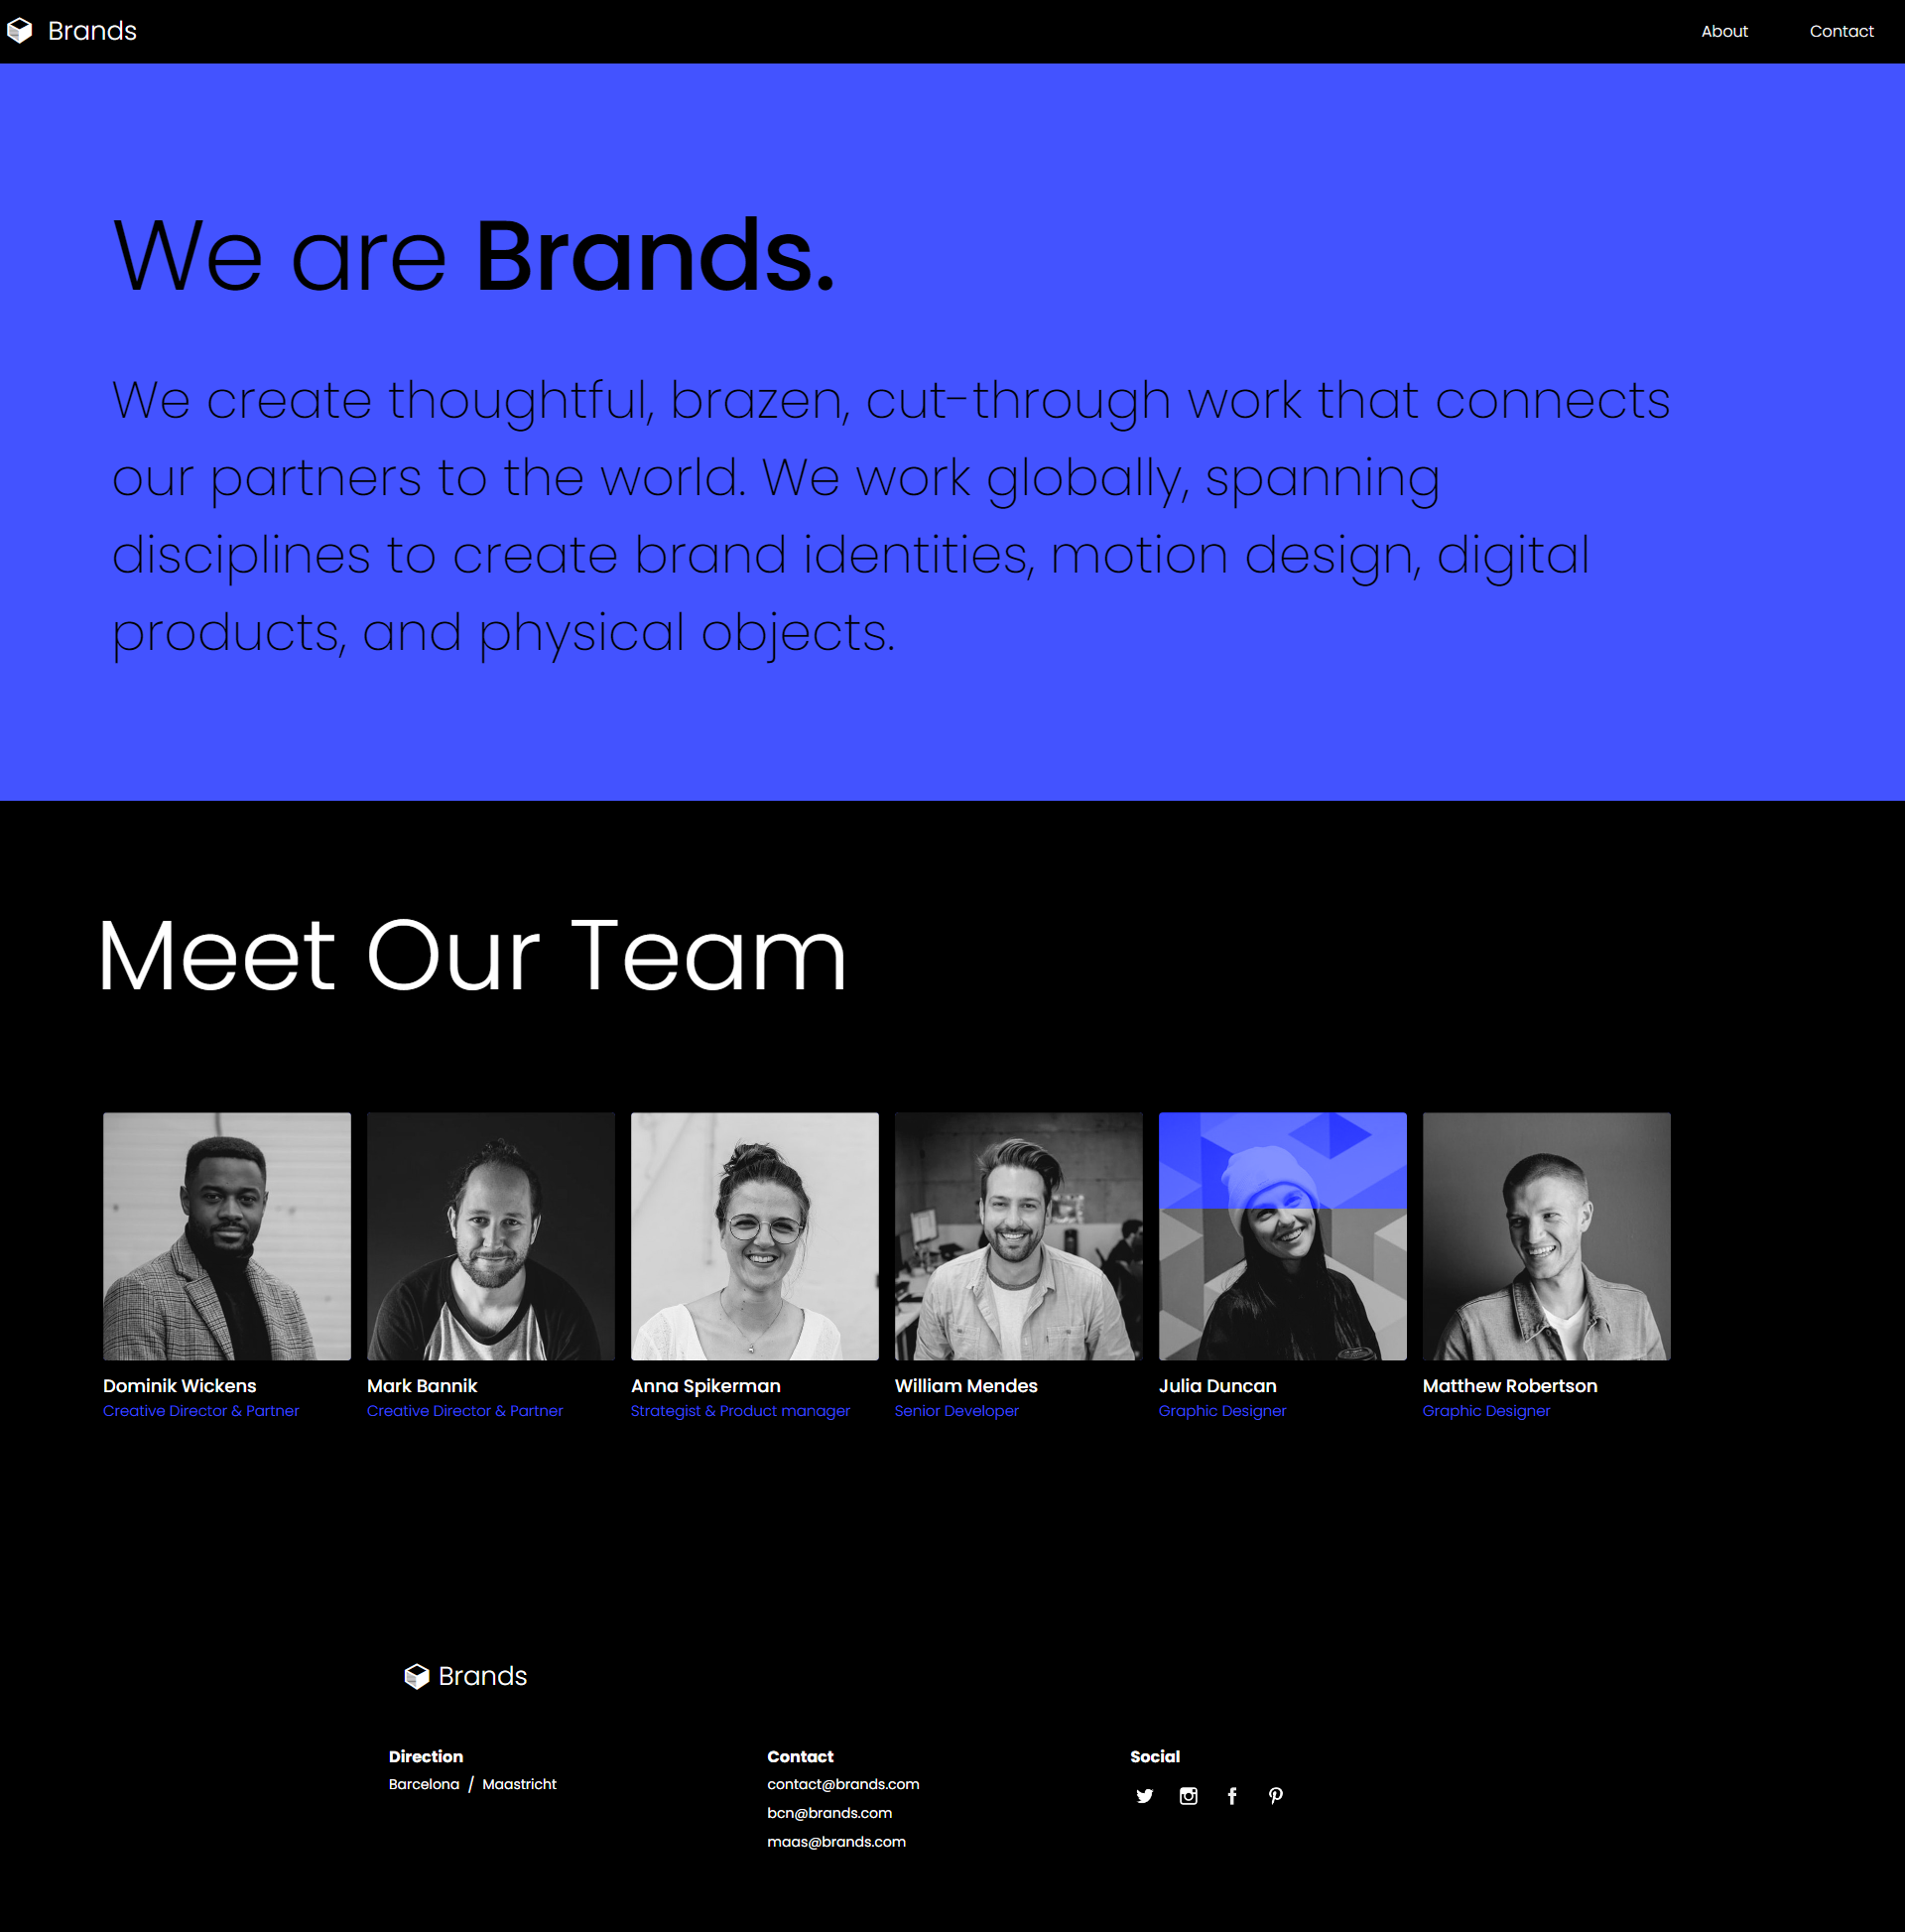 Brands
About
Contact
We are Brands.
We create thoughtful, brazen, cut-through work that connects
our partners to the world. We work globally, spanning
disciplines to create brand identities, motion design, digital
products, and physical objects.
Meet Our Team
Dominik Wickens
Creative Director & Partner
Mark Bannik
Creative Director & Partner
Anna Spikerman
Strategist & Product manager
William Mendes
Senior Developer
Julia Duncan
Graphic Designer
Matthew Robertson
Graphic Designer
Brands
Direction
Barcelona / Maastricht
Contact
contact@brands.com
bcn@brands.com
maas@brands.com
Social